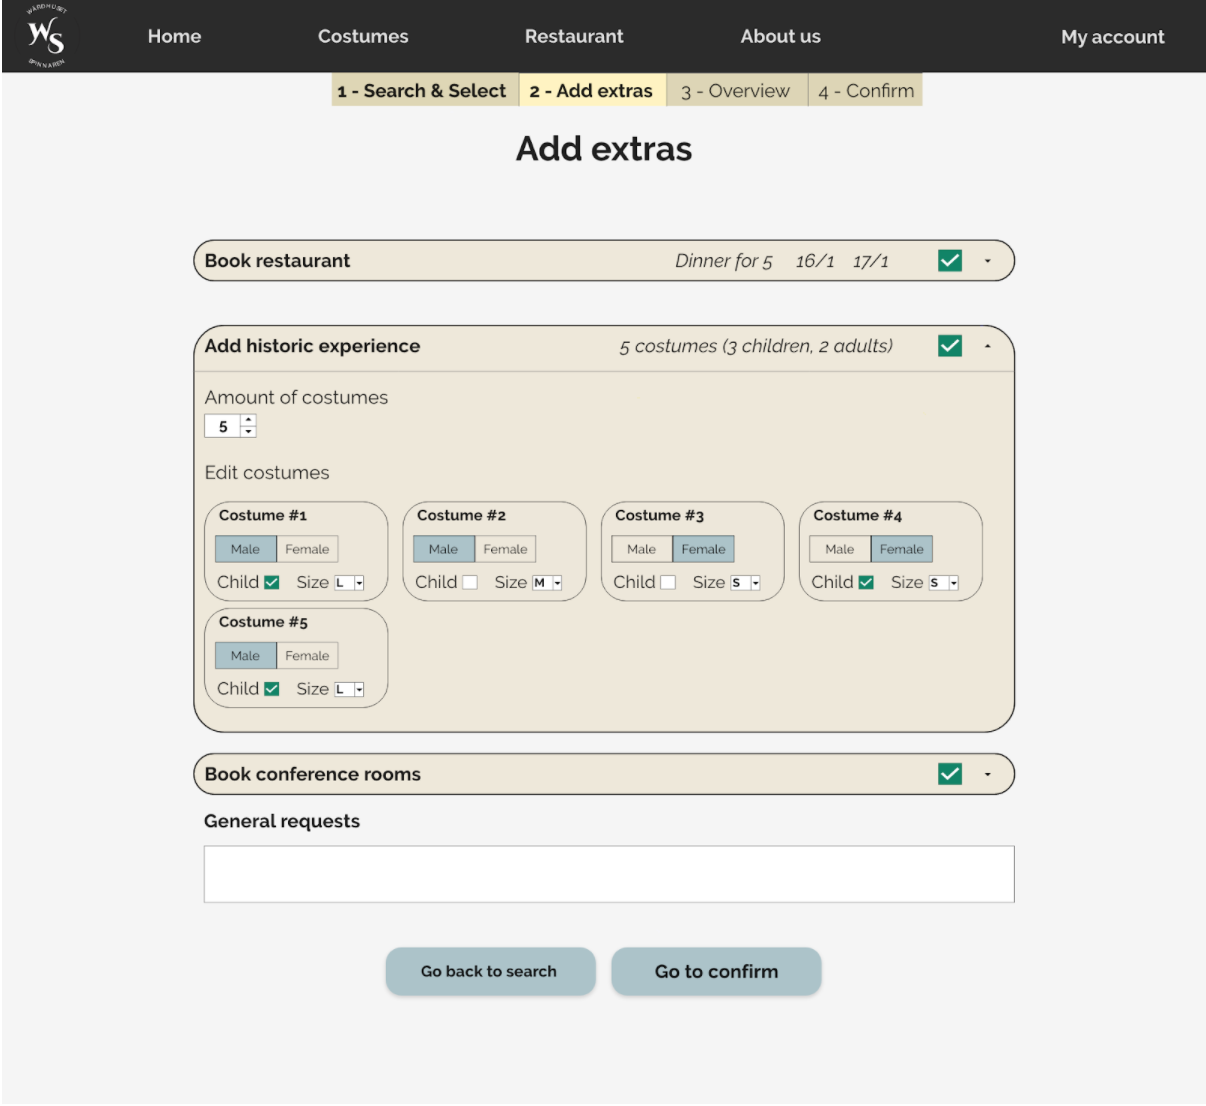 WÄRDHUSET
WS
SPINNAREN
Home Costumes Restaurant About us My account
1 - Search & Select 2 - Add extras 3 - Overview 4 - Confirm
Add extras
Book restaurant Dinner for 5 16/1 17/1
Add historic experience 5 costumes (3 children, 2 adults)
Amount of costumes
5
Edit costumes
Costume #1 Costume #2 Costume #3 Costume #4
Male Female Male Female Male Female Male Female
Child Size L Child Size M Child Size S Child Size S
Costume #5
Male Female
Child Size L
Book conference rooms
General requests
Go back to search Go to confirm